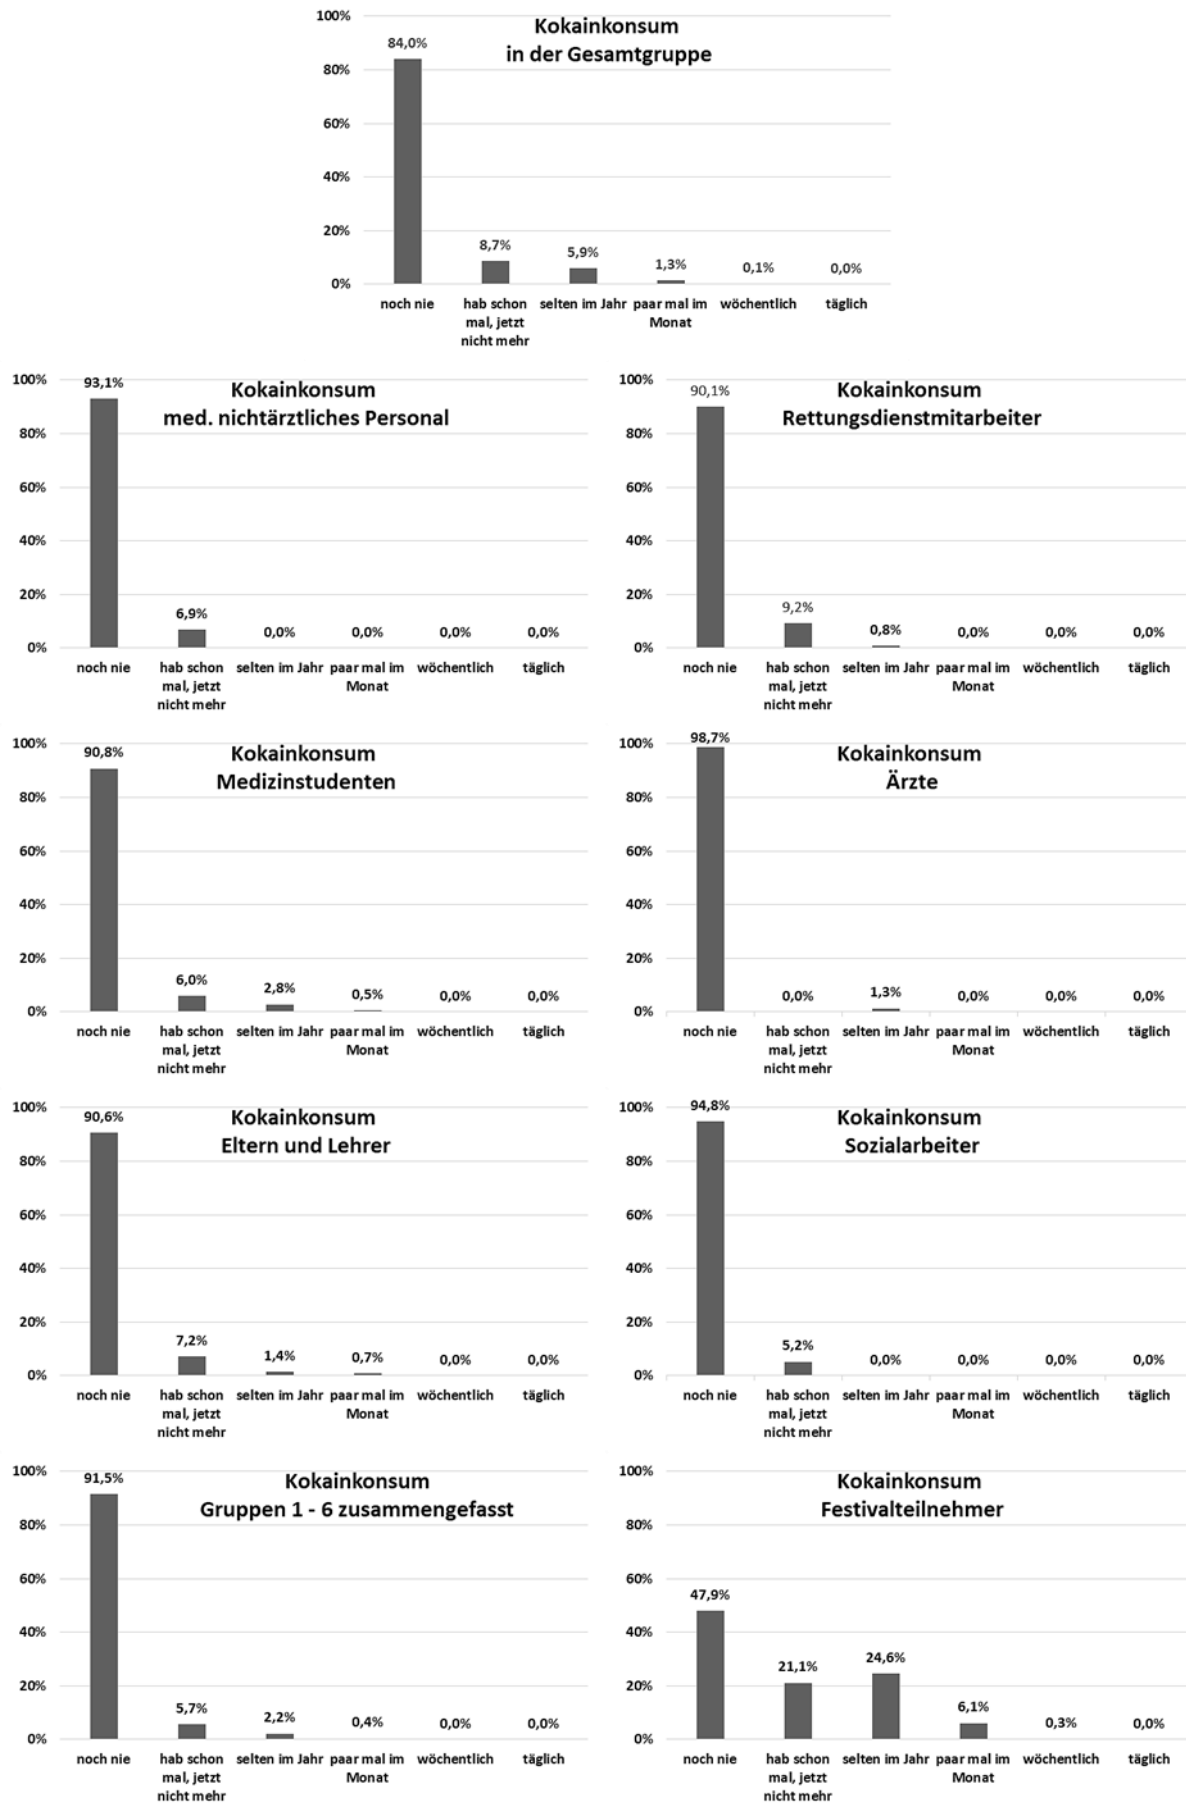 Kokainkonsum
in der Gesamtgruppe
100%
80%
60%
40%
20%
0%
84,0%
8,7%
5,9%
1,3%
0,1%
0,0%
noch nie
hab schon
mal, jetzt
nicht mehr
selten im Jahr
paar mal im
Monat
wöchentlich
täglich
Kokainkonsum
med. nichtärztliches Personal
100%
80%
60%
40%
20%
0%
93,1%
6,9%
0,0%
0,0%
0,0%
0,0%
noch nie
hab schon
mal, jetzt
nicht mehr
selten im Jahr
paar mal im
Monat
wöchentlich
täglich
Kokainkonsum
Rettungsdienstmitarbeiter
100%
80%
60%
40%
20%
0%
90,1%
9,2%
0,8%
0,0%
0,0%
0,0%
noch nie
hab schon
mal, jetzt
nicht mehr
selten im Jahr
paar mal im
Monat
wöchentlich
täglich
Kokainkonsum
Medizinstudenten
100%
80%
60%
40%
20%
0%
90,8%
6,0%
2,8%
0,5%
0,0%
0,0%
noch nie
hab schon
mal, jetzt
nicht mehr
selten im Jahr
paar mal im
Monat
wöchentlich
täglich
Kokainkonsum
Ärzte
100%
80%
60%
40%
20%
0%
98,7%
0,0%
1,3%
0,0%
0,0%
0,0%
noch nie
hab schon
mal, jetzt
nicht mehr
selten im Jahr
paar mal im
Monat
wöchentlich
täglich
Kokainkonsum
Eltern und Lehrer
100%
80%
60%
40%
20%
0%
90,6%
7,2%
1,4%
0,7%
0,0%
0,0%
noch nie
hab schon
mal, jetzt
nicht mehr
selten im Jahr
paar mal im
Monat
wöchentlich
täglich
Kokainkonsum
Sozialarbeiter
100%
80%
60%
40%
20%
0%
94,8%
5,2%
0,0%
0,0%
0,0%
0,0%
noch nie
hab schon
mal, jetzt
nicht mehr
selten im Jahr
paar mal im
Monat
wöchentlich
täglich
Kokainkonsum
Gruppen 1 - 6 zusammengefasst
100%
80%
60%
40%
20%
0%
91,5%
5,7%
2,2%
0,4%
0,0%
0,0%
noch nie
hab schon
mal, jetzt
nicht mehr
selten im Jahr
paar mal im
Monat
wöchentlich
täglich
Kokainkonsum
Festivalteilnehmer
100%
80%
60%
40%
20%
0%
47,9%
21,1%
24,6%
6,1%
0,3%
0,0%
noch nie
hab schon
mal, jetzt
nicht mehr
selten im Jahr
paar mal im
Monat
wöchentlich
täglich